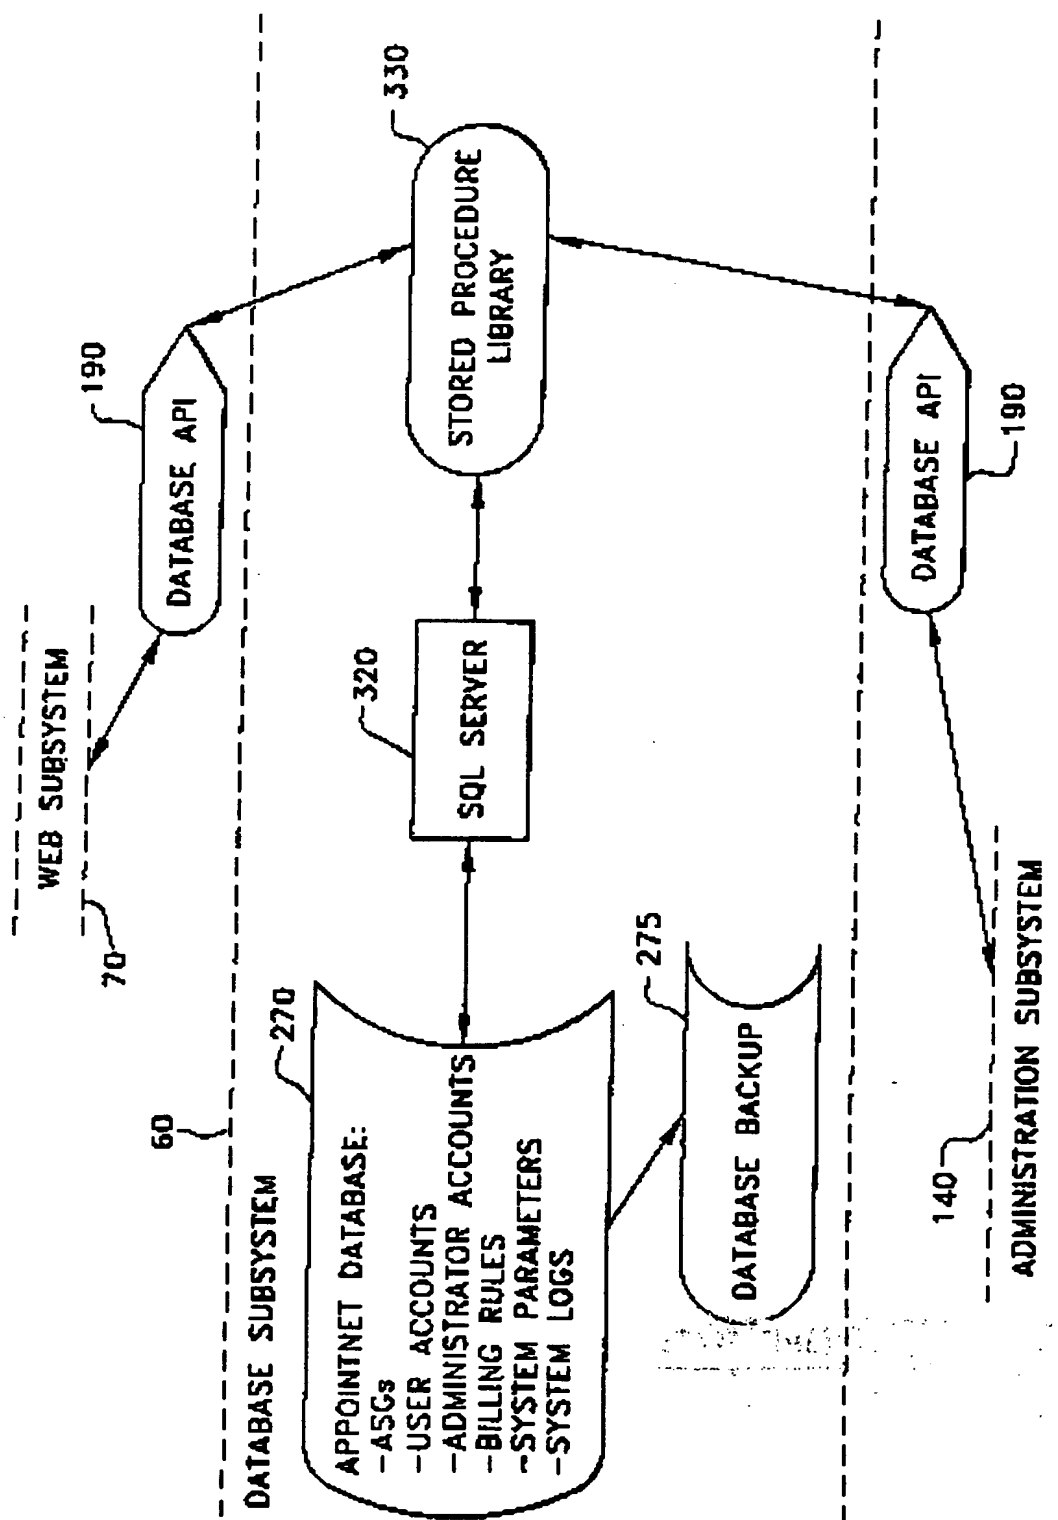 WEB SUBSYSTEM
70
190
DATABASE API
60
DATABASE SUBSYSTEM
270
APPOINTNET DATABASE:
-ASGs
-USER ACCOUNTS
-ADMINISTRATOR ACCOUNTS
-BILLING RULES
-SYSTEM PARAMETERS
-SYSTEM LOGS
320
SQL SERVER
330
STORED PROCEDURE
LIBRARY
275
DATABASE BACKUP
DATABASE API
190
140
ADMINISTRATION SUBSYSTEM